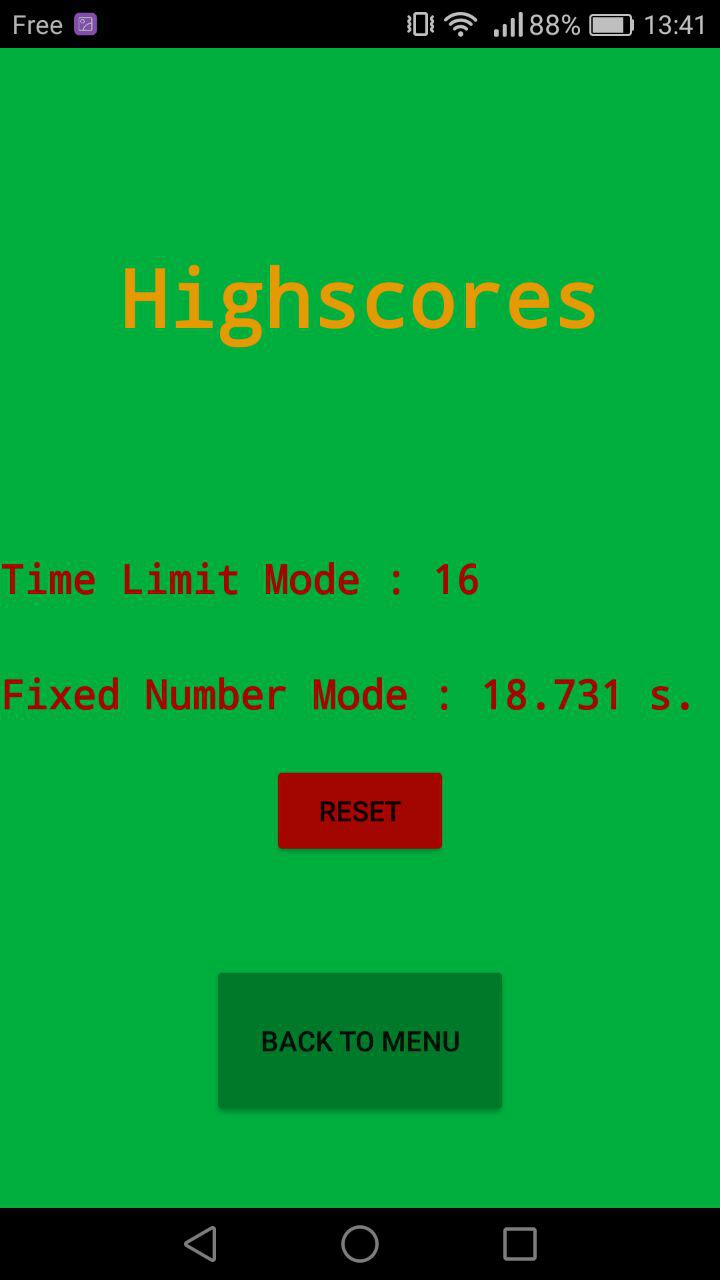 Free 88% 13:41
Highscores
Time Limit Mode : 16
Fixed Number Mode : 18.731 s.
RESET
BACK TO MENU